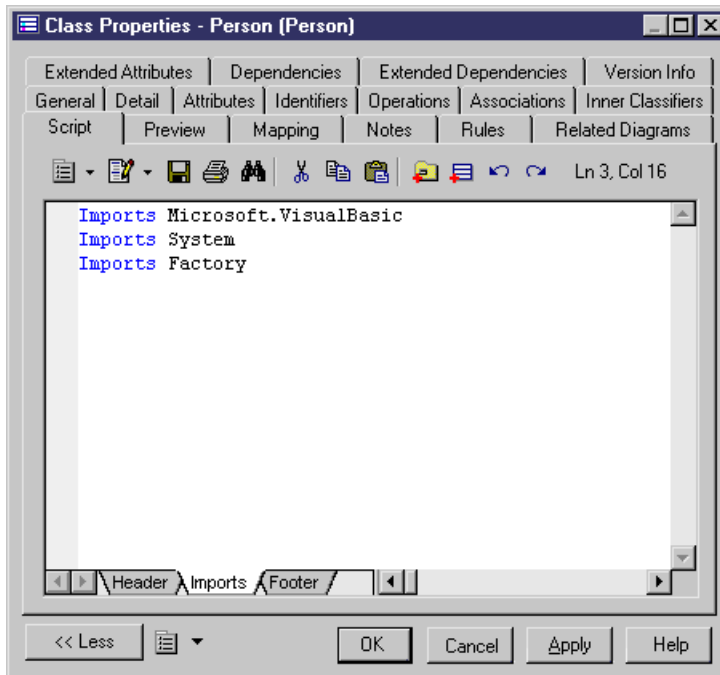 Class Properties - Person (Person)
Extended Attributes Dependencies Extended Dependencies Version Info
General Detail Attributes Identifiers Operations Associations Inner Classifiers
Script Preview Mapping Notes Rules Related Diagrams
Ln 3, Col 16
Imports Microsoft.VisualBasic
Imports System
Imports Factory
Header Imports Footer
<< Less OK Cancel Apply Help